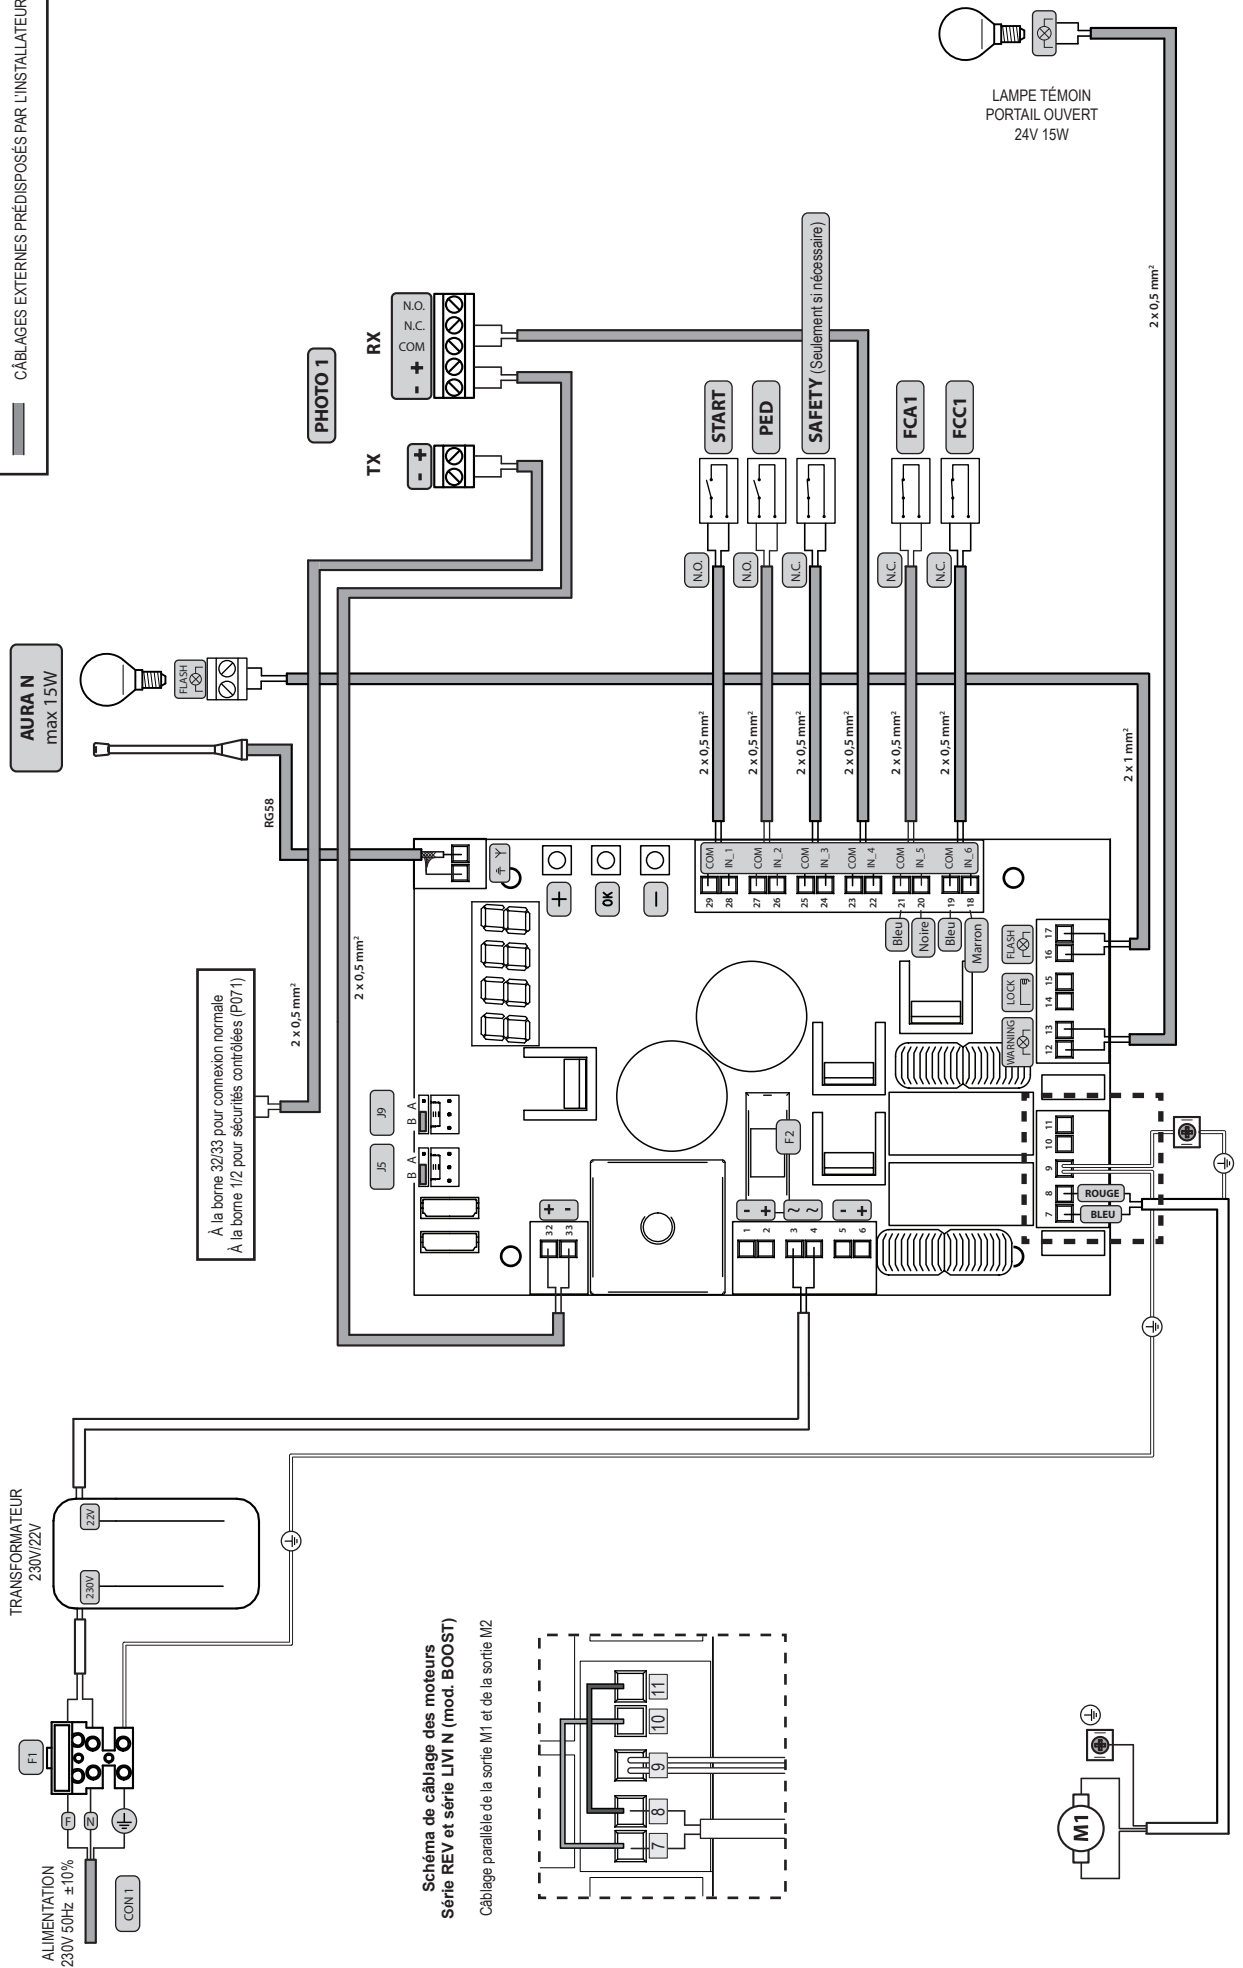 CÂBLAGES EXTERNES PRÉDISPOSÉS PAR L'INSTALLATEUR
LAMPE TÉMOIN
PORTAIL OUVERT
24V 15W
2 x 0,5 mm²
AURA N
max 15W
FLASH
RG58
PHOTO 1
TX
- +
RX
- + COM N.C. N.O.
START
PED
SAFETY (Seulement si nécessaire)
FCA1
FCC1
N.O.
N.O.
N.C.
N.C.
N.C.
2 x 0,5 mm²
2 x 0,5 mm²
2 x 0,5 mm²
2 x 0,5 mm²
2 x 0,5 mm²
2 x 0,5 mm²
2 x 1 mm²
À la borne 32/33 pour connexion normale
À la borne 1/2 pour sécurités contrôlées (P071)
2 x 0,5 mm²
2 x 0,5 mm²
J5
B A
J9
B A
+
OK
-
29 COM
28 IN_1
27 COM
26 IN_2
25 COM
24 IN_3
23 COM
22 IN_4
21 COM
20 IN_5
19 COM
18 IN_6
Bleu
Noire
Bleu
Marron
WARNING
LOCK
FLASH
12 13 14 15 16 17
F2
+ 32
- 33
- 1
+ 2
~ 3
~ 4
- 5
+ 6
7 8 9 10 11
ROUGE
BLEU
TRANSFORMATEUR
230V/22V
230V
22V
F1
F
N
ALIMENTATION
230V 50Hz ±10%
CON 1
Schéma de câblage des moteurs
Série REV et série LIVI N (mod. BOOST)
Câblage parallèle de la sortie M1 et de la sortie M2
7 8 9 10 11
M1